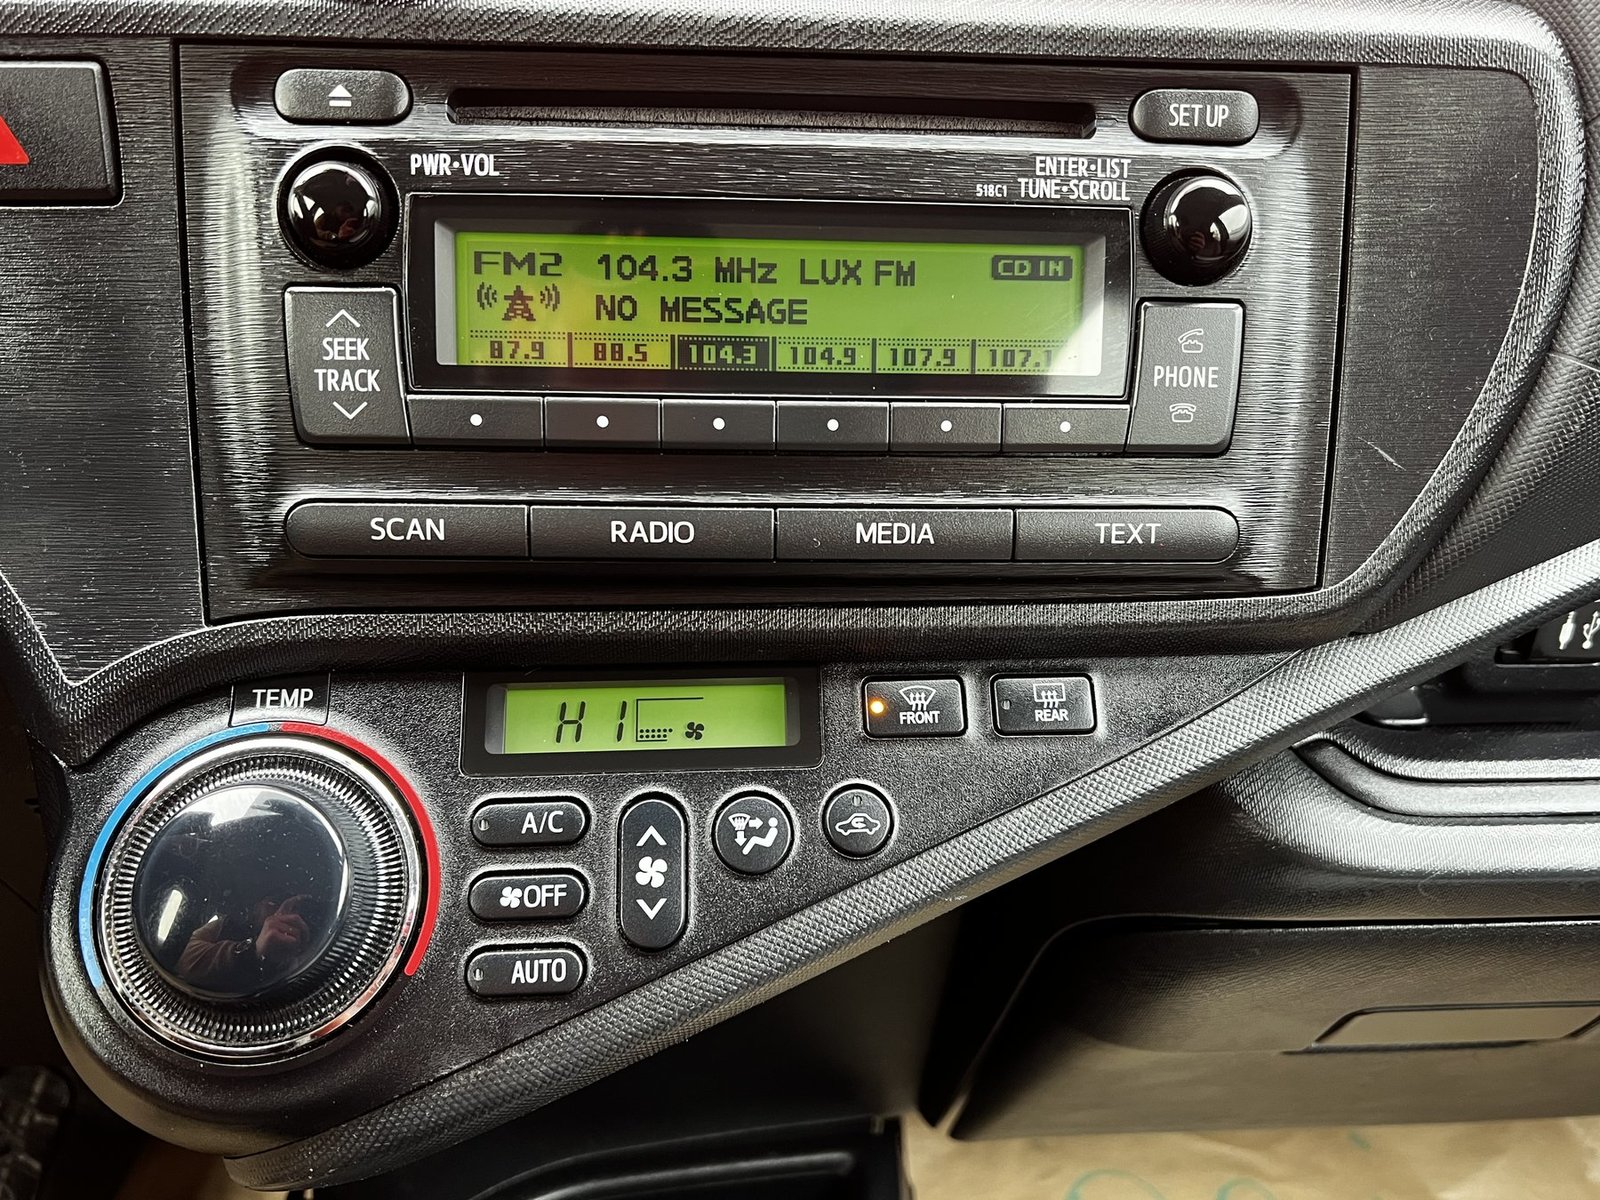 SET UP
PWR•VOL
ENTER•LIST
518C1 TUNE•SCROLL
FM2 104.3 MHz LUX FM CD IN
NO MESSAGE
87.9 88.5 104.3 104.9 107.9 107.1
SEEK
TRACK
PHONE
SCAN RADIO MEDIA TEXT
TEMP
HI
FRONT
REAR
A/C
OFF
AUTO